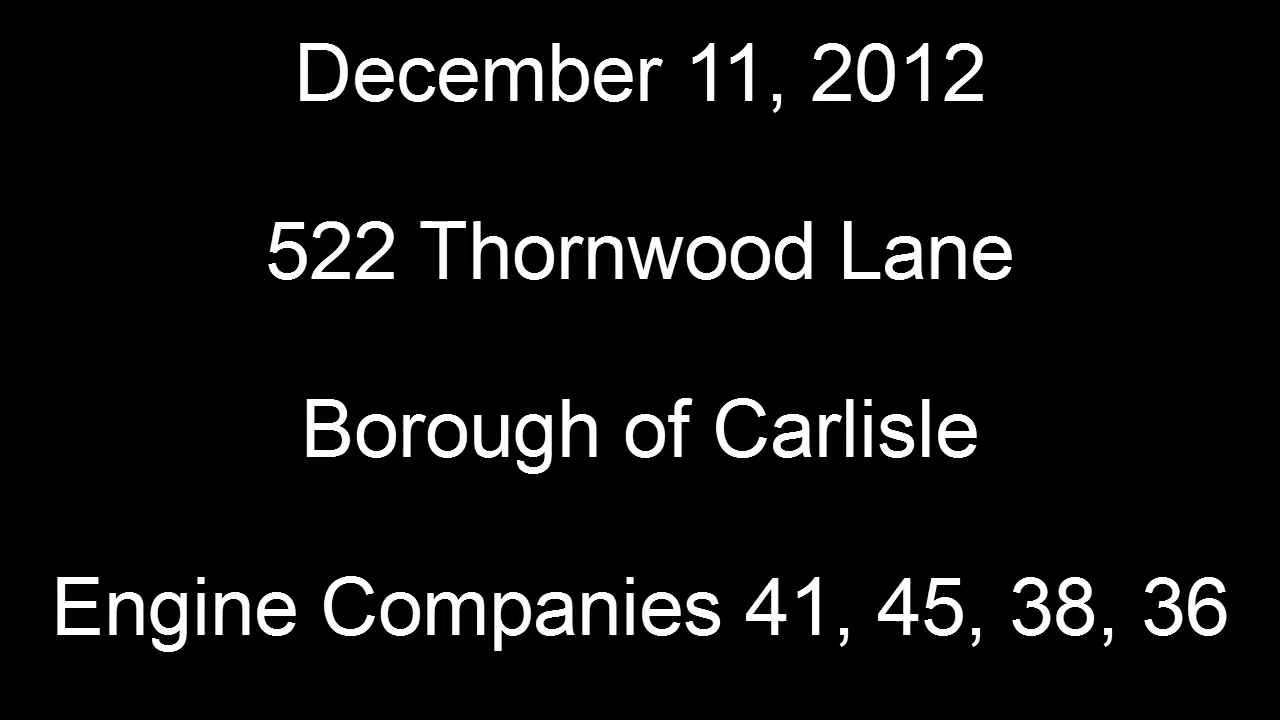 December 11, 2012
522 Thornwood Lane
Borough of Carlisle
Engine Companies 41, 45, 38, 36